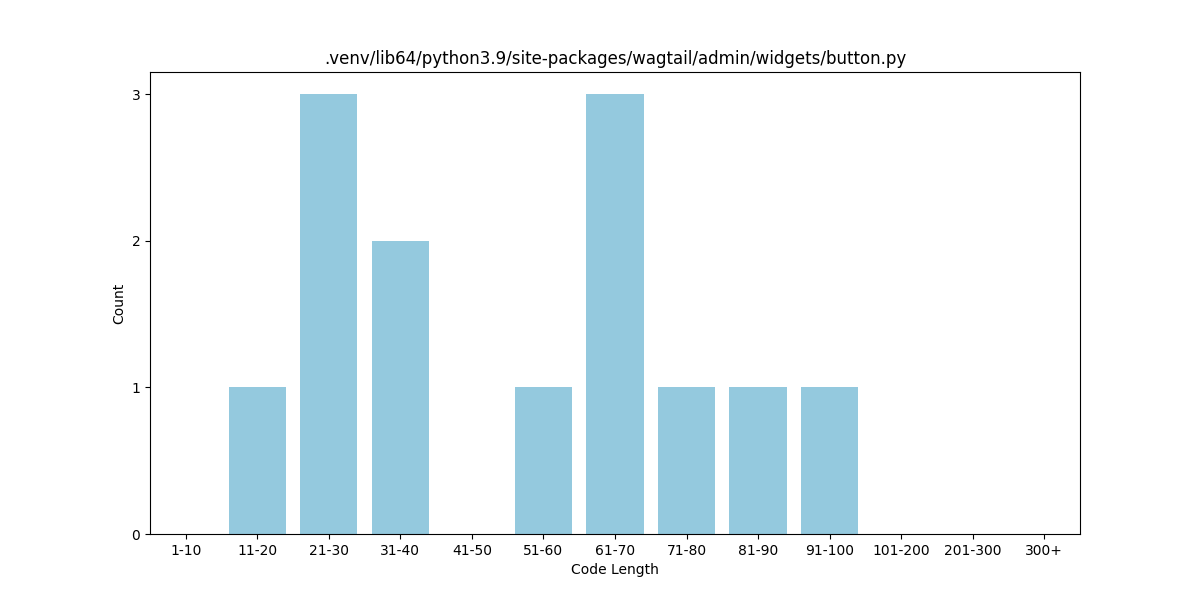 .venv/lib64/python3.9/site-packages/wagtail/admin/widgets/button.py
3
2
1
0
Count
1-10 11-20 21-30 31-40 41-50 51-60 61-70 71-80 81-90 91-100 101-200 201-300 300+
Code Length